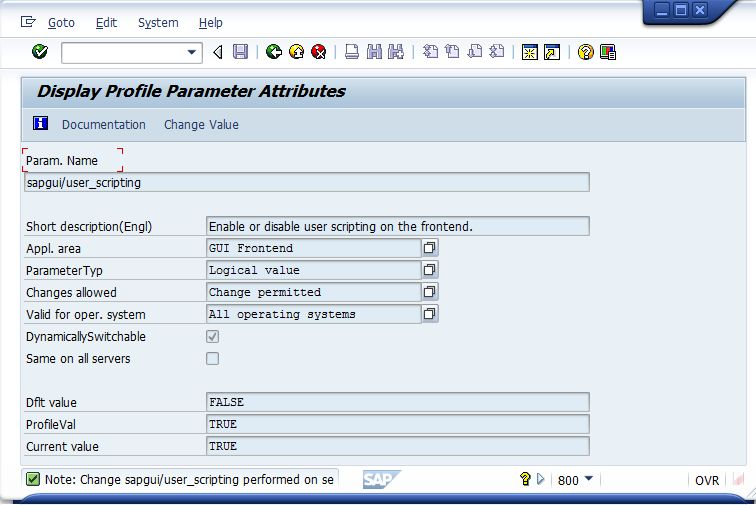 Goto Edit System Help
Display Profile Parameter Attributes
Documentation Change Value
Param. Name
sapgui/user_scripting
Short description(Engl) Enable or disable user scripting on the frontend.
Appl. area GUI Frontend
ParameterTyp Logical value
Changes allowed Change permitted
Valid for oper. system All operating systems
DynamicallySwitchable
Same on all servers
Dflt value FALSE
ProfileVal TRUE
Current value TRUE
Note: Change sapgui/user_scripting performed on se SAP 800 OVR